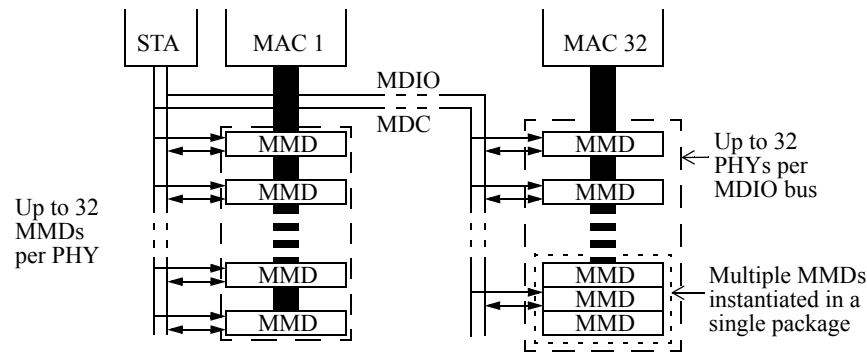 STA
MAC 1
MAC 32
MDIO
MDC
MMD
MMD
Up to 32
PHYs per
MDIO bus
MMD
MMD
Up to 32
MMDs
per PHY
MMD
MMD
MMD
MMD
MMD
Multiple MMDs
instantiated in a
single package